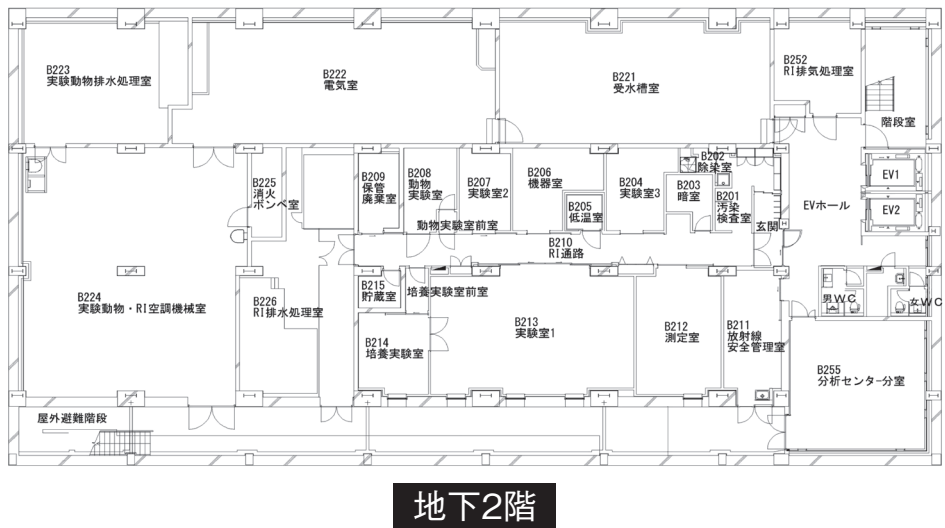 B223
実験動物排水処理室
B222
電気室
B221
受水槽室
B252
RI排気処理室
階段室
B225
消火
ボンベ室
B209
保管
廃棄室
B208
動物
実験室
B207
実験室2
動物実験室前室
B206
機器室
B205
低温室
B204
実験室3
B203
暗室
B202
除染室
B201
汚染
検査室
玄関
EVホール
EV1
EV2
B210
RI通路
B224
実験動物・RI空調機械室
B226
RI排水処理室
B215
貯蔵室
培養実験室前室
B214
培養実験室
B213
実験室1
B212
測定室
B211
放射線
安全管理室
男WC
女WC
B255
分析センター分室
屋外避難階段
地下2階